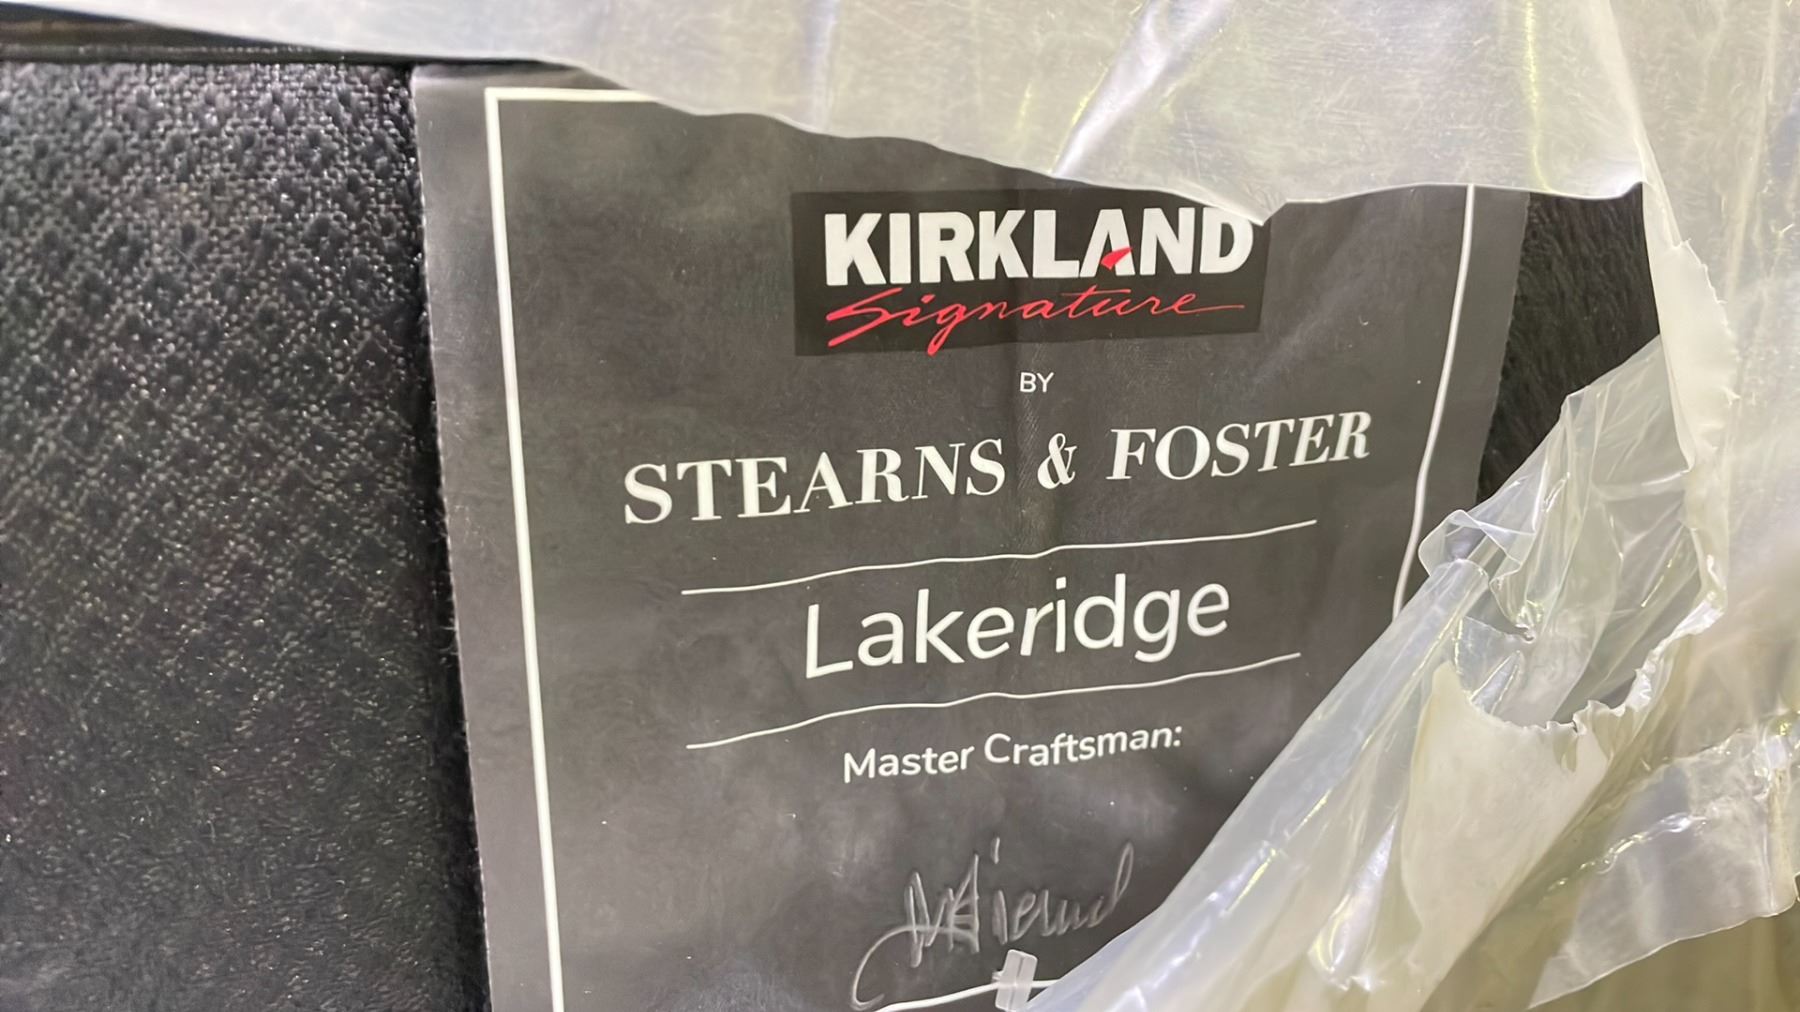 KIRKLAND
Signature
BY
STEARNS & FOSTER
Lakeridge
Master Craftsman: